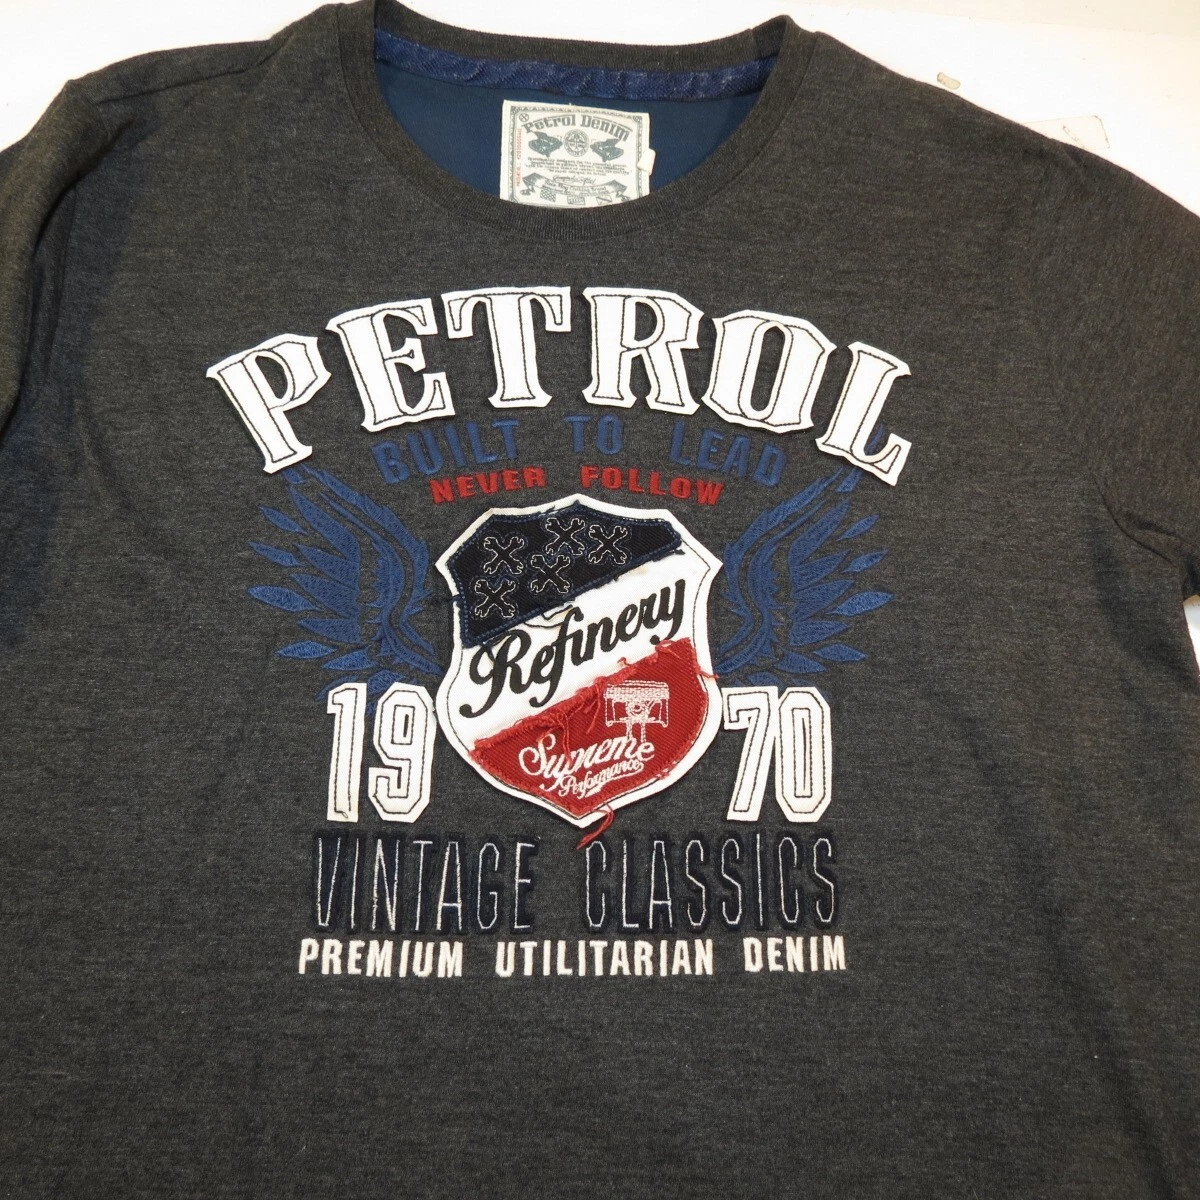 Petrol Denim
PETROL
BUILT TO LEAD
NEVER FOLLOW
Refinery
19 70
Supreme
Performance
VINTAGE CLASSICS
PREMIUM UTILITARIAN DENIM